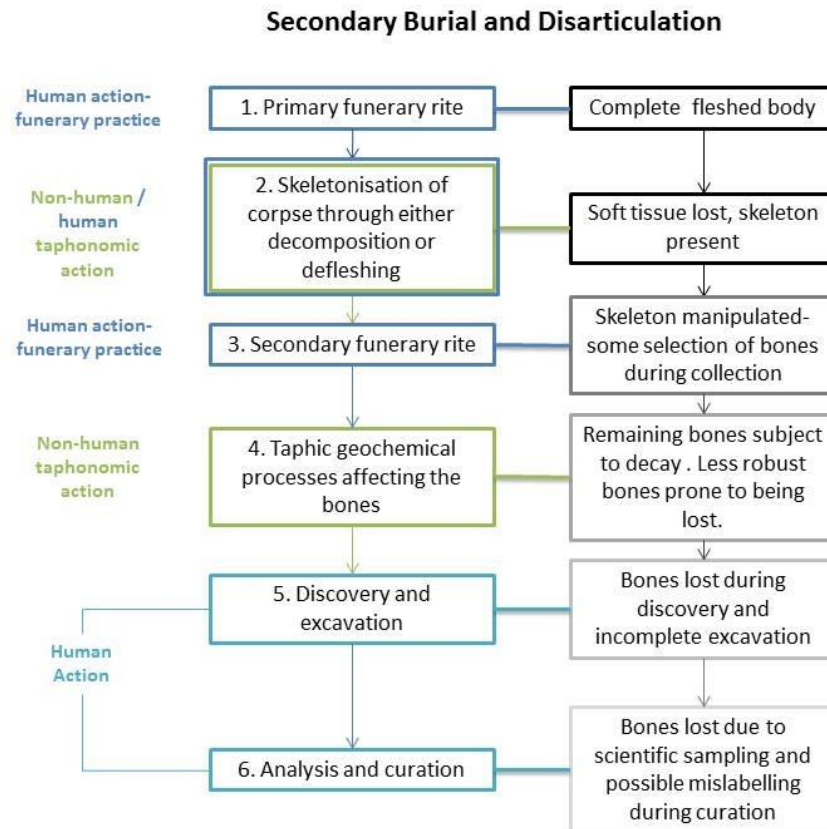 Secondary Burial and Disarticulation
Human action-
funerary practice
1. Primary funerary rite
Complete fleshed body
Non-human /
human
taphonomic
action
2. Skeletonisation of
corpse through either
decomposition or
defleshing
Soft tissue lost, skeleton
present
Human action-
funerary practice
3. Secondary funerary rite
Skeleton manipulated-
some selection of bones
during collection
Non-human
taphonomic
action
4. Taphic geochemical
processes affecting the
bones
Remaining bones subject
to decay . Less robust
bones prone to being
lost.
Human
Action
5. Discovery and
excavation
Bones lost during
discovery and
incomplete excavation
6. Analysis and curation
Bones lost due to
scientific sampling and
possible mislabelling
during curation